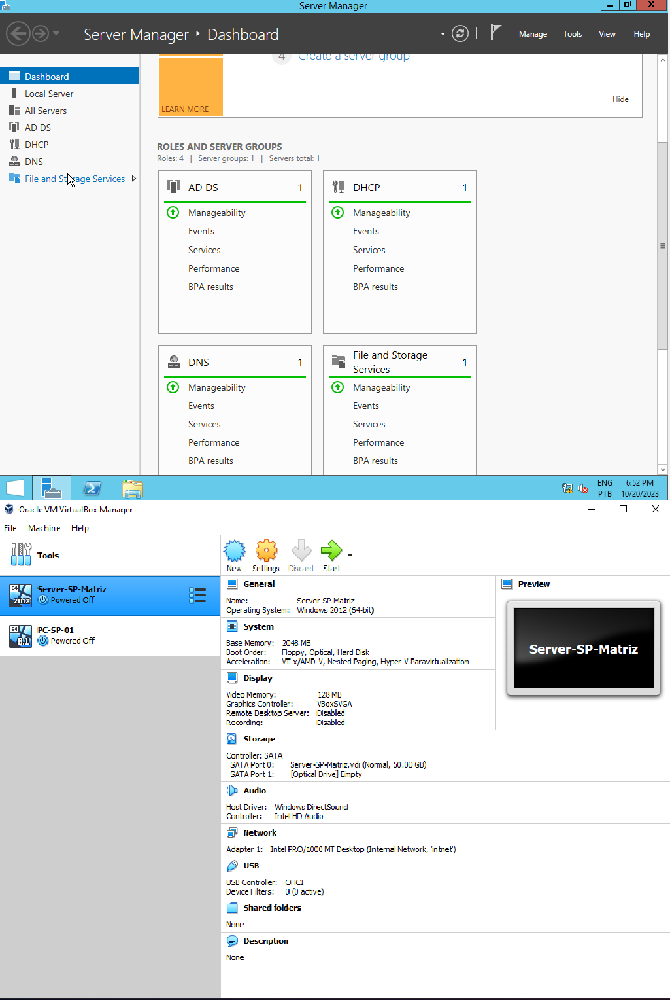 Server Manager
Server Manager ‣ Dashboard
Manage Tools View Help
Dashboard
Local Server
All Servers
AD DS
DHCP
DNS
File and Storage Services
4 Create a server group
LEARN MORE
Hide
ROLES AND SERVER GROUPS
Roles: 4 | Server groups: 1 | Servers total: 1
AD DS 1
Manageability
Events
Services
Performance
BPA results
DHCP 1
Manageability
Events
Services
Performance
BPA results
DNS 1
Manageability
Events
Services
Performance
BPA results
File and Storage
Services 1
Manageability
Events
Services
Performance
BPA results
ENG
PTB
6:52 PM
10/20/2023
Oracle VM VirtualBox Manager
File Machine Help
Tools
New Settings Discard Start
64
2012
Server-SP-Matriz
Powered Off
64
8.1
PC-SP-01
Powered Off
General
Name: Server-SP-Matriz
Operating System: Windows 2012 (64-bit)
System
Base Memory: 2048 MB
Boot Order: Floppy, Optical, Hard Disk
Acceleration: VT-x/AMD-V, Nested Paging, Hyper-V Paravirtualization
Display
Video Memory: 128 MB
Graphics Controller: VBoxSVGA
Remote Desktop Server: Disabled
Recording: Disabled
Storage
Controller: SATA
SATA Port 0: Server-SP-Matriz.vdi (Normal, 50.00 GB)
SATA Port 1: [Optical Drive] Empty
Audio
Host Driver: Windows DirectSound
Controller: Intel HD Audio
Network
Adapter 1: Intel PRO/1000 MT Desktop (Internal Network, 'intnet')
USB
USB Controller: OHCI
Device Filters: 0 (0 active)
Shared folders
None
Description
None
Preview
Server-SP-Matriz